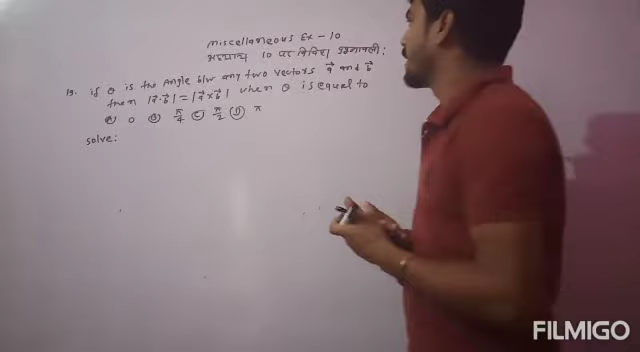 miscellaneous Ex - 10
अध्याय 10 पर विविध प्रश्नावली:
19. if θ is the Angle b/w any two vectors a⃗ and b⃗
then |a⃗·b⃗| = |a⃗×b⃗| when θ is equal to
Ⓐ 0 Ⓑ π/4 Ⓒ π/2 Ⓓ π
solve:
FILMIGO